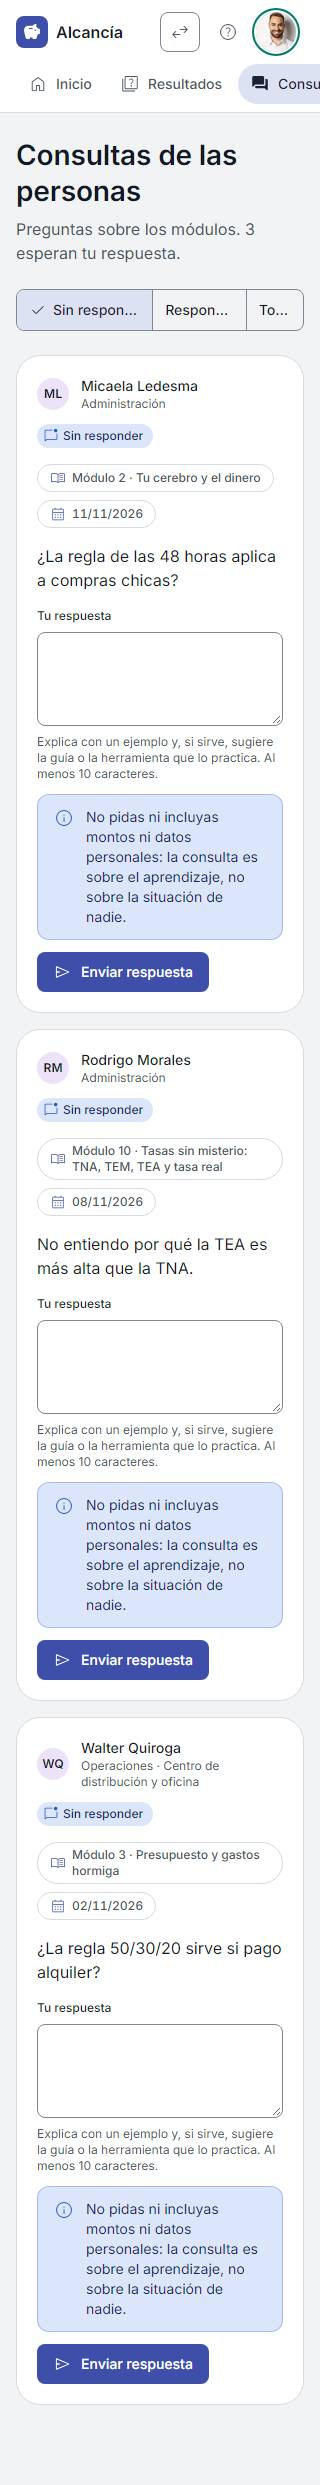 Alcancía
Inicio
Resultados
Consu
Consultas de las
personas
Preguntas sobre los módulos. 3
esperan tu respuesta.
Sin respon...
Respon...
To...
ML
Micaela Ledesma
Administración
Sin responder
Módulo 2 · Tu cerebro y el dinero
11/11/2026
¿La regla de las 48 horas aplica
a compras chicas?
Tu respuesta
Explica con un ejemplo y, si sirve, sugiere
la guía o la herramienta que lo practica. Al
menos 10 caracteres.
No pidas ni incluyas
montos ni datos
personales: la consulta es
sobre el aprendizaje, no
sobre la situación de
nadie.
Enviar respuesta
RM
Rodrigo Morales
Administración
Sin responder
Módulo 10 · Tasas sin misterio:
TNA, TEM, TEA y tasa real
08/11/2026
No entiendo por qué la TEA es
más alta que la TNA.
Tu respuesta
Explica con un ejemplo y, si sirve, sugiere
la guía o la herramienta que lo practica. Al
menos 10 caracteres.
No pidas ni incluyas
montos ni datos
personales: la consulta es
sobre el aprendizaje, no
sobre la situación de
nadie.
Enviar respuesta
WQ
Walter Quiroga
Operaciones · Centro de
distribución y oficina
Sin responder
Módulo 3 · Presupuesto y gastos
hormiga
02/11/2026
¿La regla 50/30/20 sirve si pago
alquiler?
Tu respuesta
Explica con un ejemplo y, si sirve, sugiere
la guía o la herramienta que lo practica. Al
menos 10 caracteres.
No pidas ni incluyas
montos ni datos
personales: la consulta es
sobre el aprendizaje, no
sobre la situación de
nadie.
Enviar respuesta